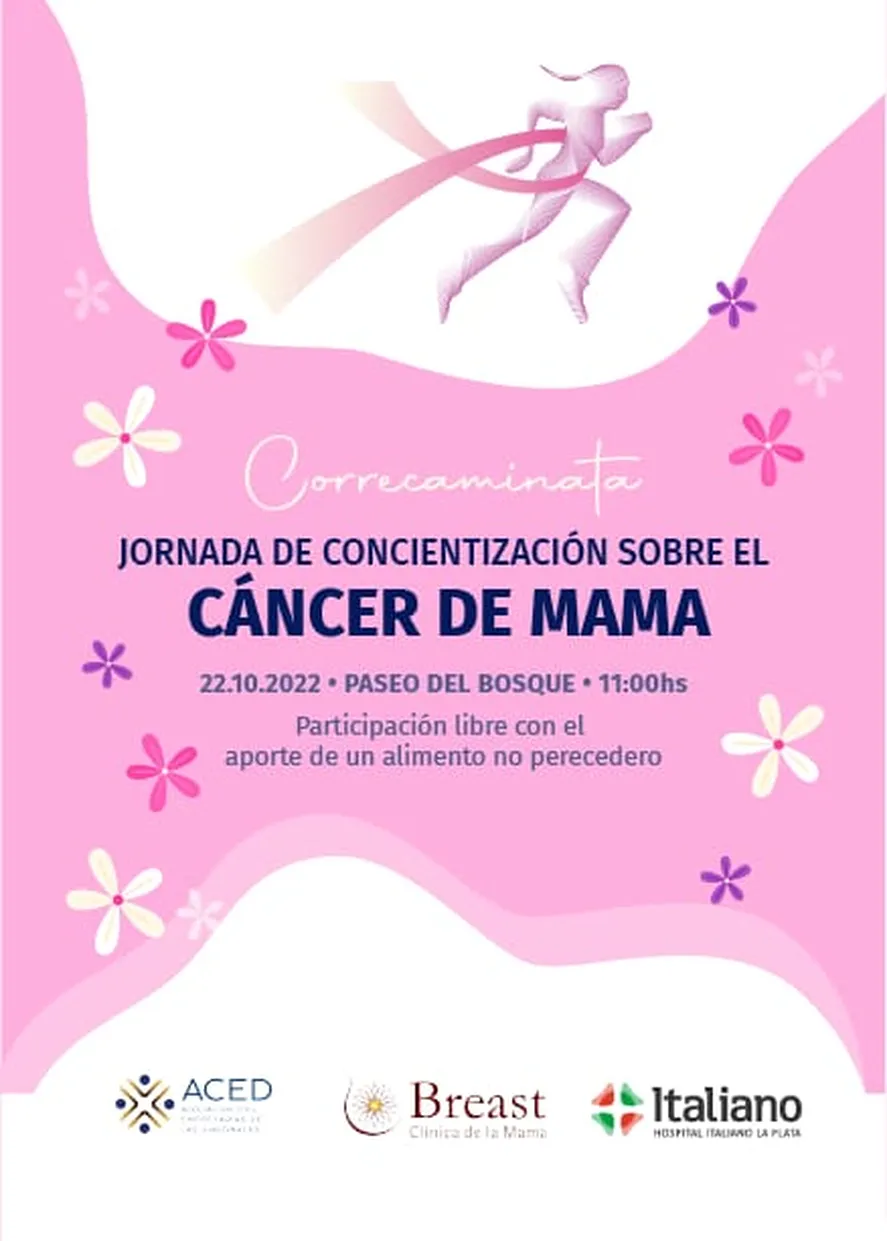 Correcaminata
JORNADA DE CONCIENTIZACIÓN SOBRE EL
CÁNCER DE MAMA
22.10.2022 • PASEO DEL BOSQUE • 11:00hs
Participación libre con el
aporte de un alimento no perecedero
ACED
Breast
Clínica de la Mama
Italiano
HOSPITAL ITALIANO LA PLATA